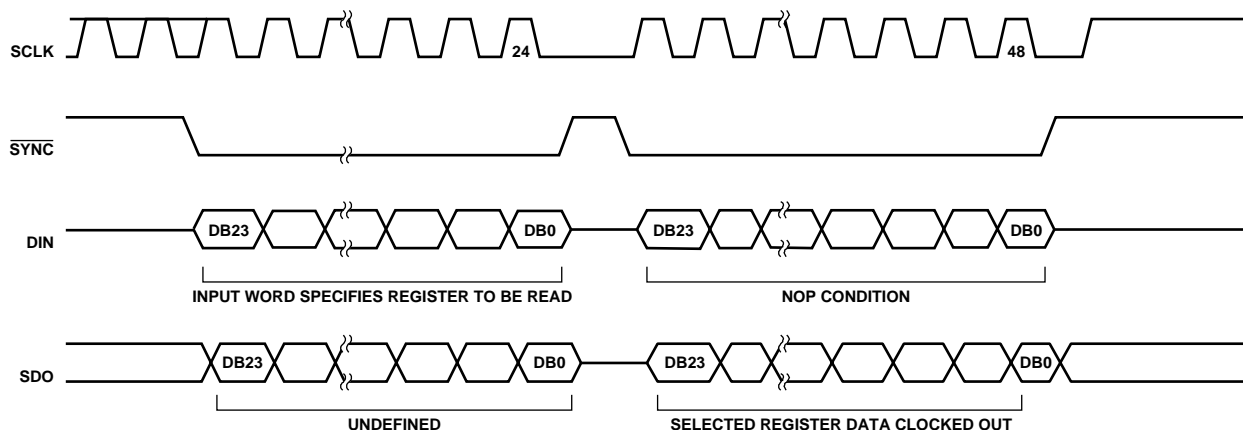 SCLK
24
48
SYNC
DIN
DB23
DB0
DB23
DB0
INPUT WORD SPECIFIES REGISTER TO BE READ
NOP CONDITION
SDO
DB23
DB0
DB23
DB0
UNDEFINED
SELECTED REGISTER DATA CLOCKED OUT